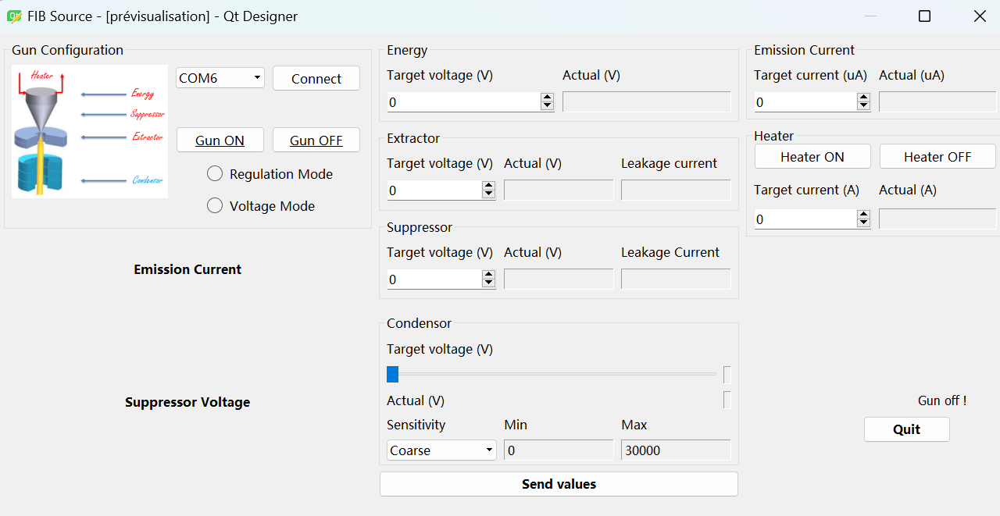 FIB Source - [prévisualisation] - Qt Designer
Gun Configuration
Heater
Energy
Suppressor
Extractor
Condensor
COM6
Connect
Gun ON
Gun OFF
Regulation Mode
Voltage Mode
Emission Current
Suppressor Voltage
Energy
Target voltage (V) Actual (V)
0
Extractor
Target voltage (V) Actual (V) Leakage current
0
Suppressor
Target voltage (V) Actual (V) Leakage Current
0
Condensor
Target voltage (V)
Actual (V)
Sensitivity Min Max
Coarse 0 30000
Send values
Emission Current
Target current (uA) Actual (uA)
0
Heater
Heater ON Heater OFF
Target current (A) Actual (A)
0
Gun off !
Quit